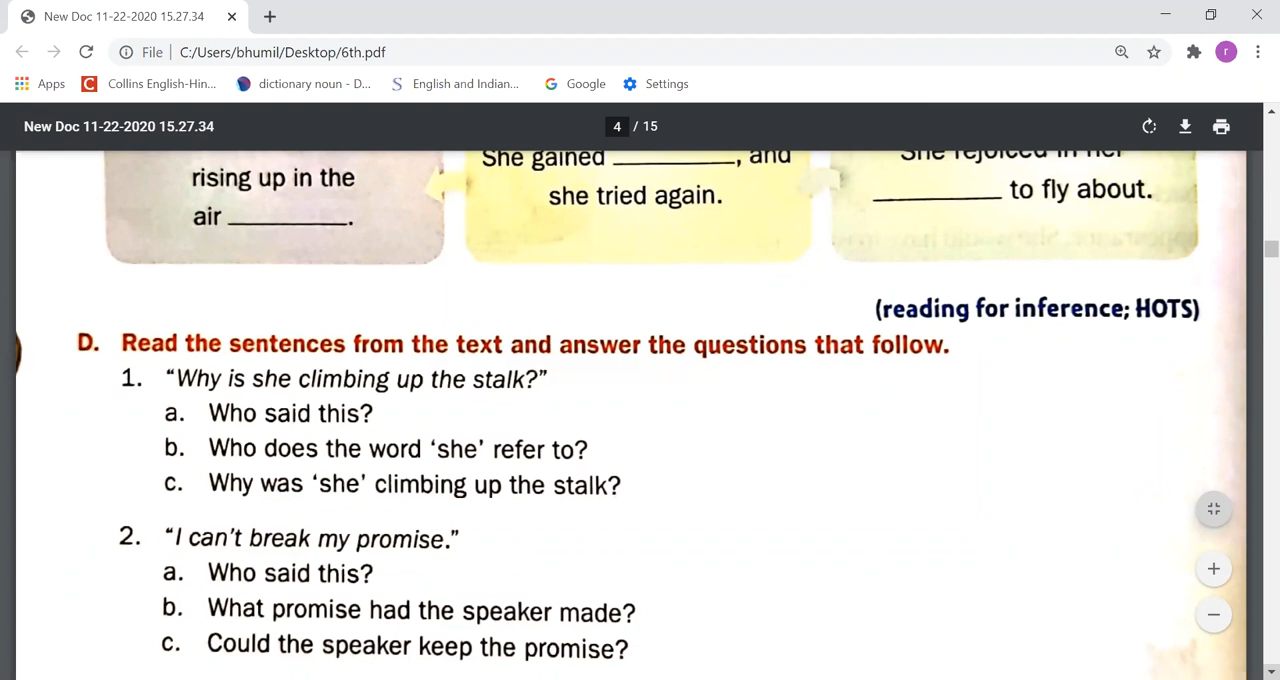 New Doc 11-22-2020 15.27.34
File C:/Users/bhumil/Desktop/6th.pdf
r
Apps Collins English-Hin... dictionary noun - D... English and Indian... Google Settings
New Doc 11-22-2020 15.27.34 4 / 15
She gained ________, and
She rejoiced in her
rising up in the
she tried again.
________ to fly about.
air ________.
(reading for inference; HOTS)
D. Read the sentences from the text and answer the questions that follow.
1. “Why is she climbing up the stalk?”
a. Who said this?
b. Who does the word ‘she’ refer to?
c. Why was ‘she’ climbing up the stalk?
2. “I can’t break my promise.”
a. Who said this?
b. What promise had the speaker made?
c. Could the speaker keep the promise?